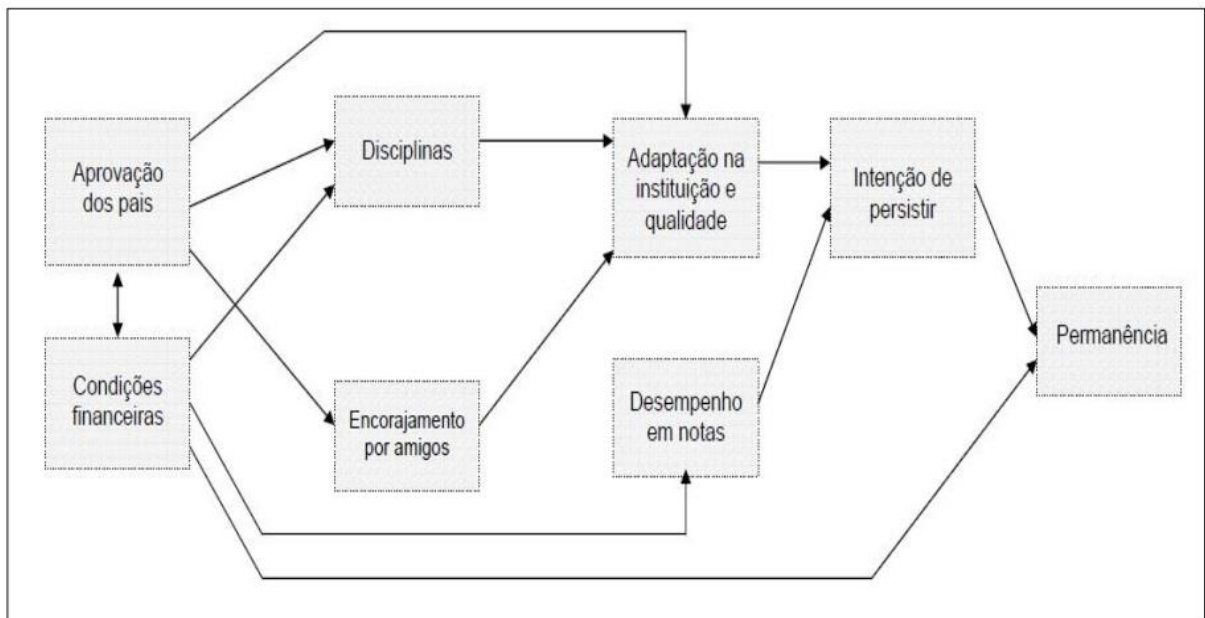 Aprovação
dos pais
Condições
financeiras
Disciplinas
Encorajamento
por amigos
Adaptação na
instituição e
qualidade
Desempenho
em notas
Intenção de
persistir
Permanência